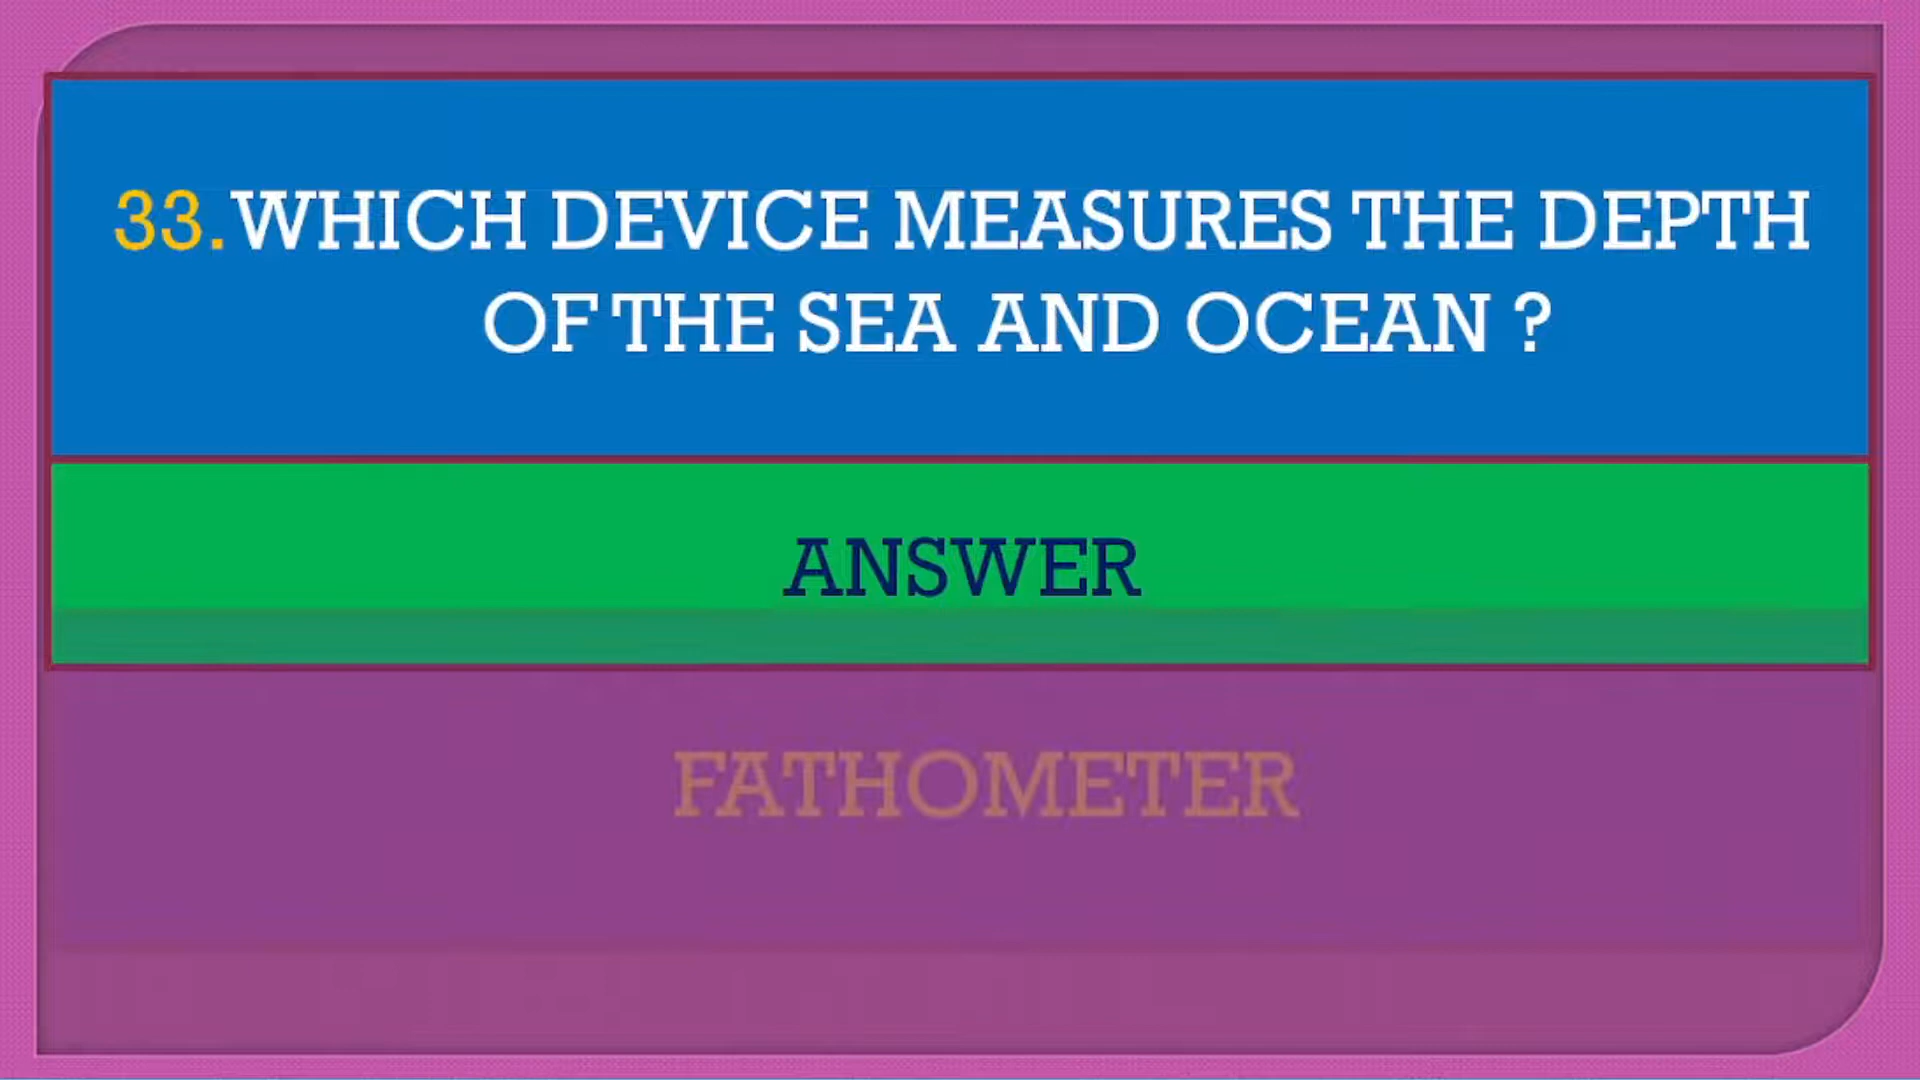 33. WHICH DEVICE MEASURES THE DEPTH
OF THE SEA AND OCEAN ?
ANSWER
FATHOMETER